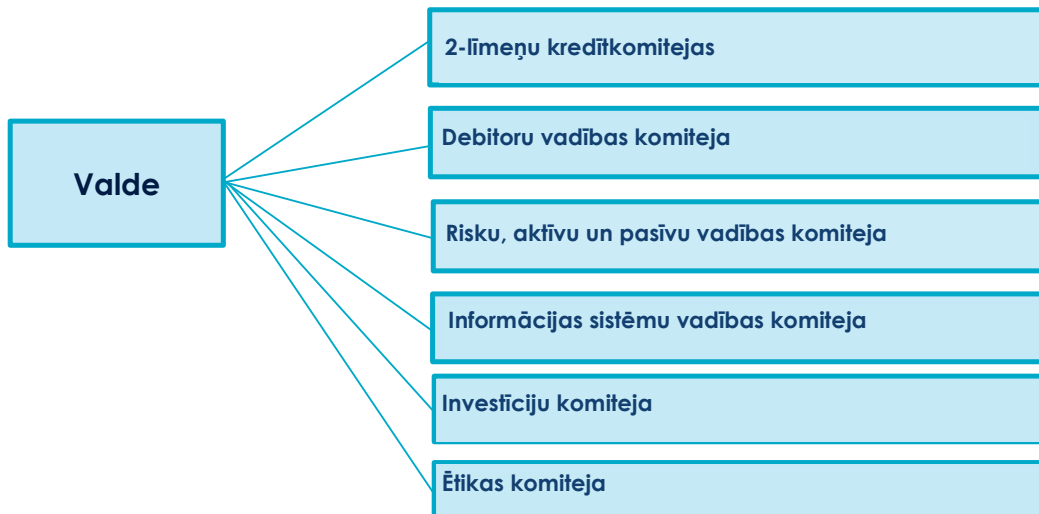 Valde
2-līmeņu kredītkomitejas
Debitoru vadības komiteja
Risku, aktīvu un pasīvu vadības komiteja
Informācijas sistēmu vadības komiteja
Investīciju komiteja
Ētikas komiteja